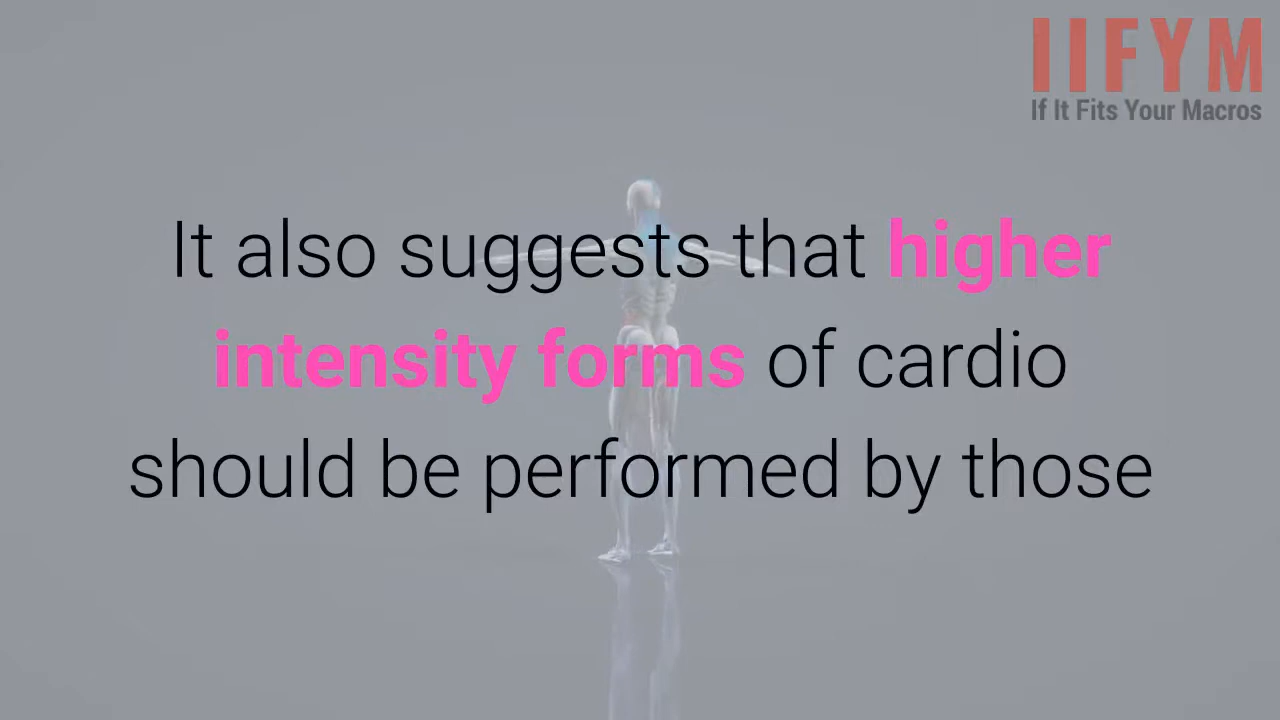 IIFYM
If It Fits Your Macros
It also suggests that higher
intensity forms of cardio
should be performed by those